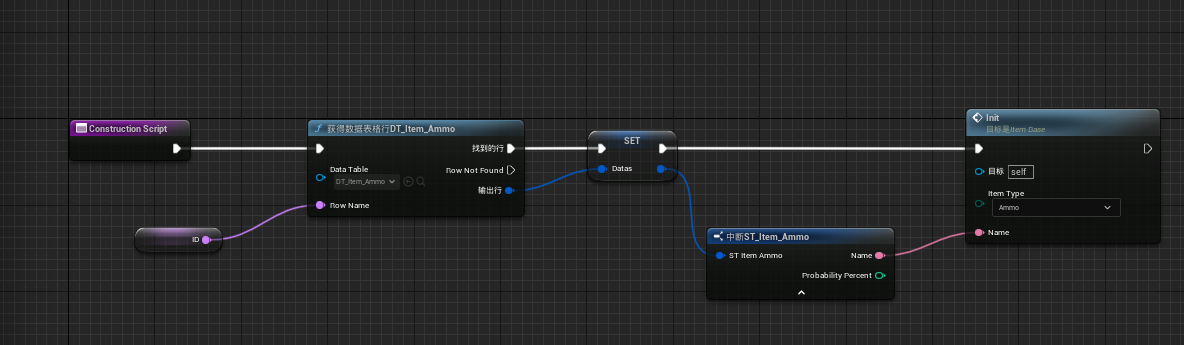 Construction Script
获得数据表格行DT_Item_Ammo
找到的行
Data Table
DT_Item_Ammo
Row Not Found
输出行
Row Name
ID
SET
Datas
中断ST_Item_Ammo
ST Item Ammo
Name
Probability Percent
Init
目标是Item Base
目标
self
Item Type
Ammo
Name